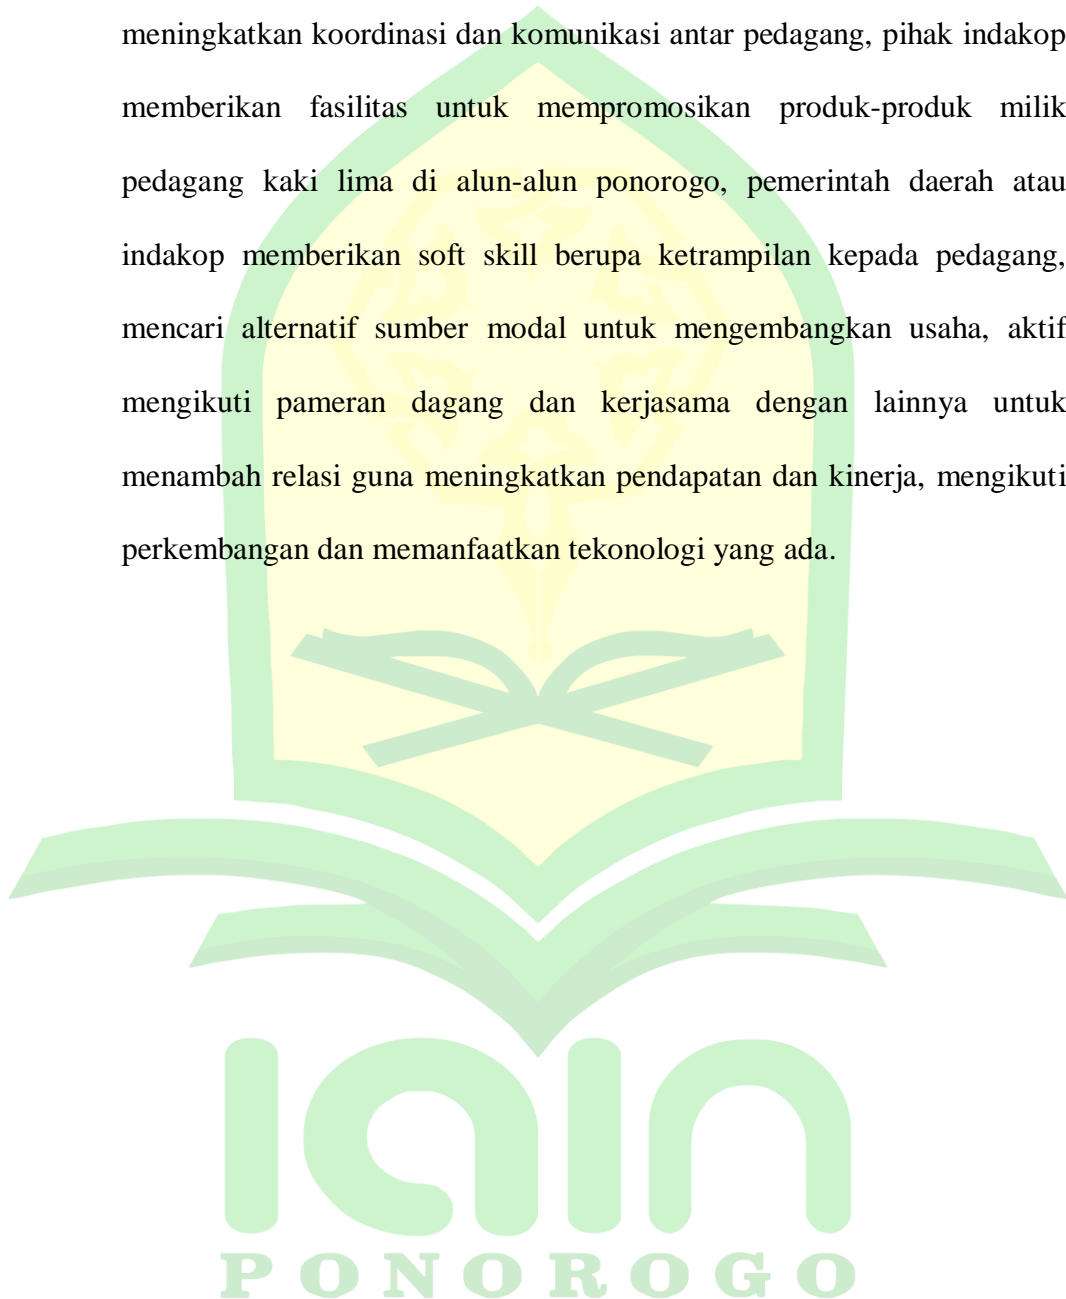 meningkatkan koordinasi dan komunikasi antar pedagang, pihak indakop
memberikan fasilitas untuk mempromosikan produk-produk milik
pedagang kaki lima di alun-alun ponorogo, pemerintah daerah atau
indakop memberikan soft skill berupa ketrampilan kepada pedagang,
mencari alternatif sumber modal untuk mengembangkan usaha, aktif
mengikuti pameran dagang dan kerjasama dengan lainnya untuk
menambah relasi guna meningkatkan pendapatan dan kinerja, mengikuti
perkembangan dan memanfaatkan tekonologi yang ada.
iain
PONOROGO